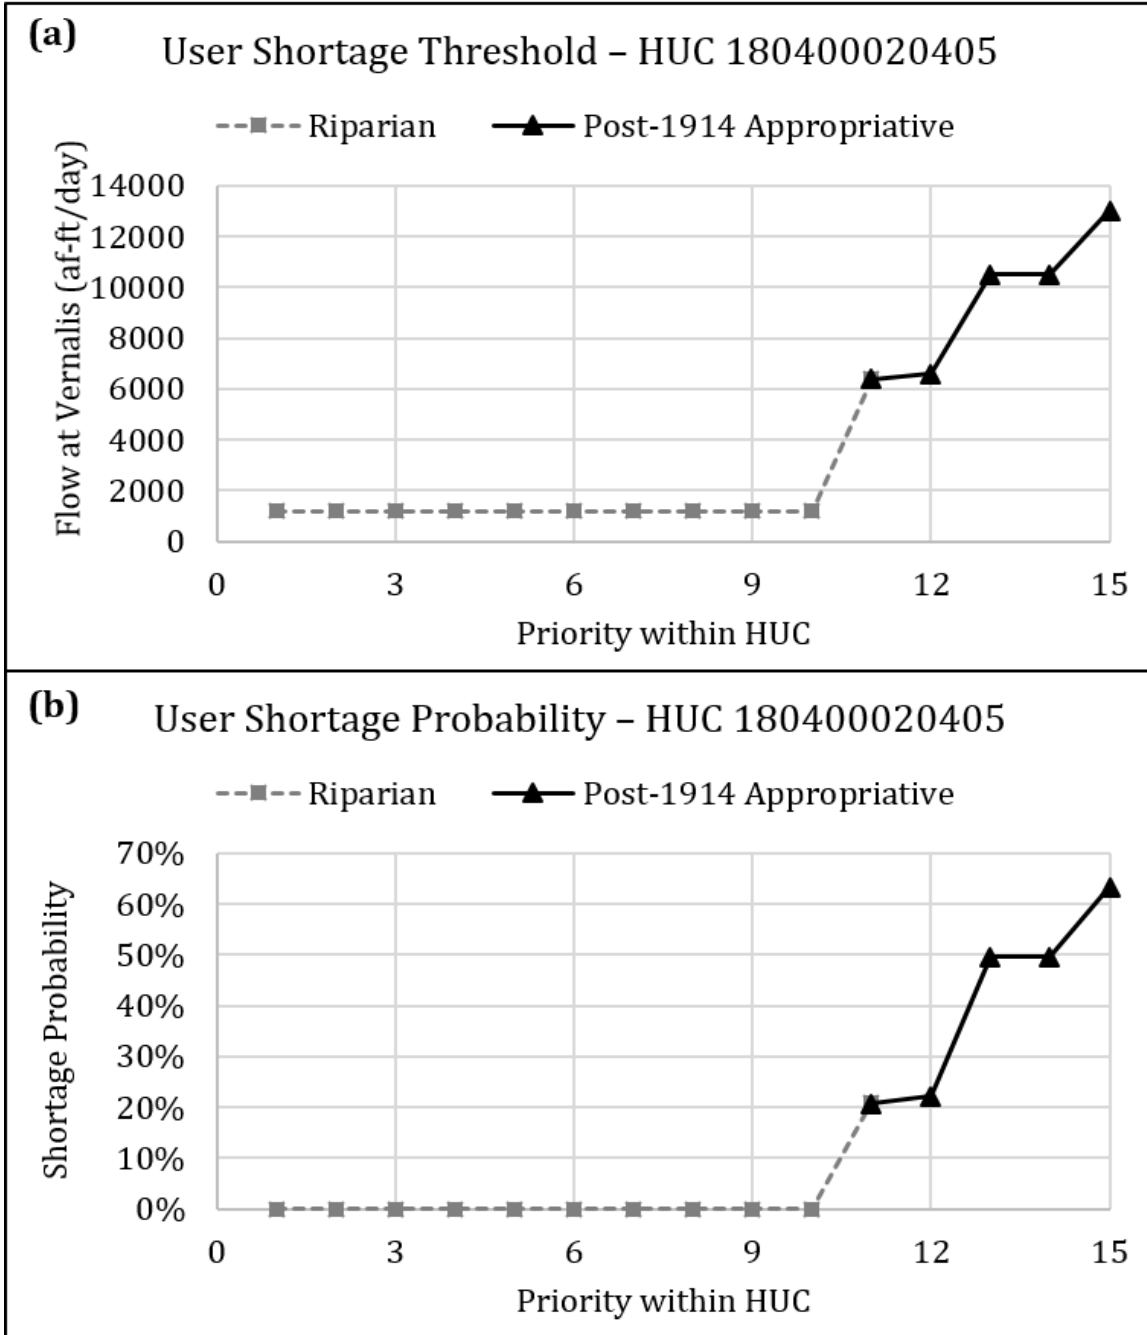 (a)
User Shortage Threshold – HUC 180400020405
Riparian
Post-1914 Appropriative
Flow at Vernalis (af-ft/day)
14000
12000
10000
8000
6000
4000
2000
0
0 3 6 9 12 15
Priority within HUC
(b)
User Shortage Probability – HUC 180400020405
Riparian
Post-1914 Appropriative
Shortage Probability
70%
60%
50%
40%
30%
20%
10%
0%
0 3 6 9 12 15
Priority within HUC